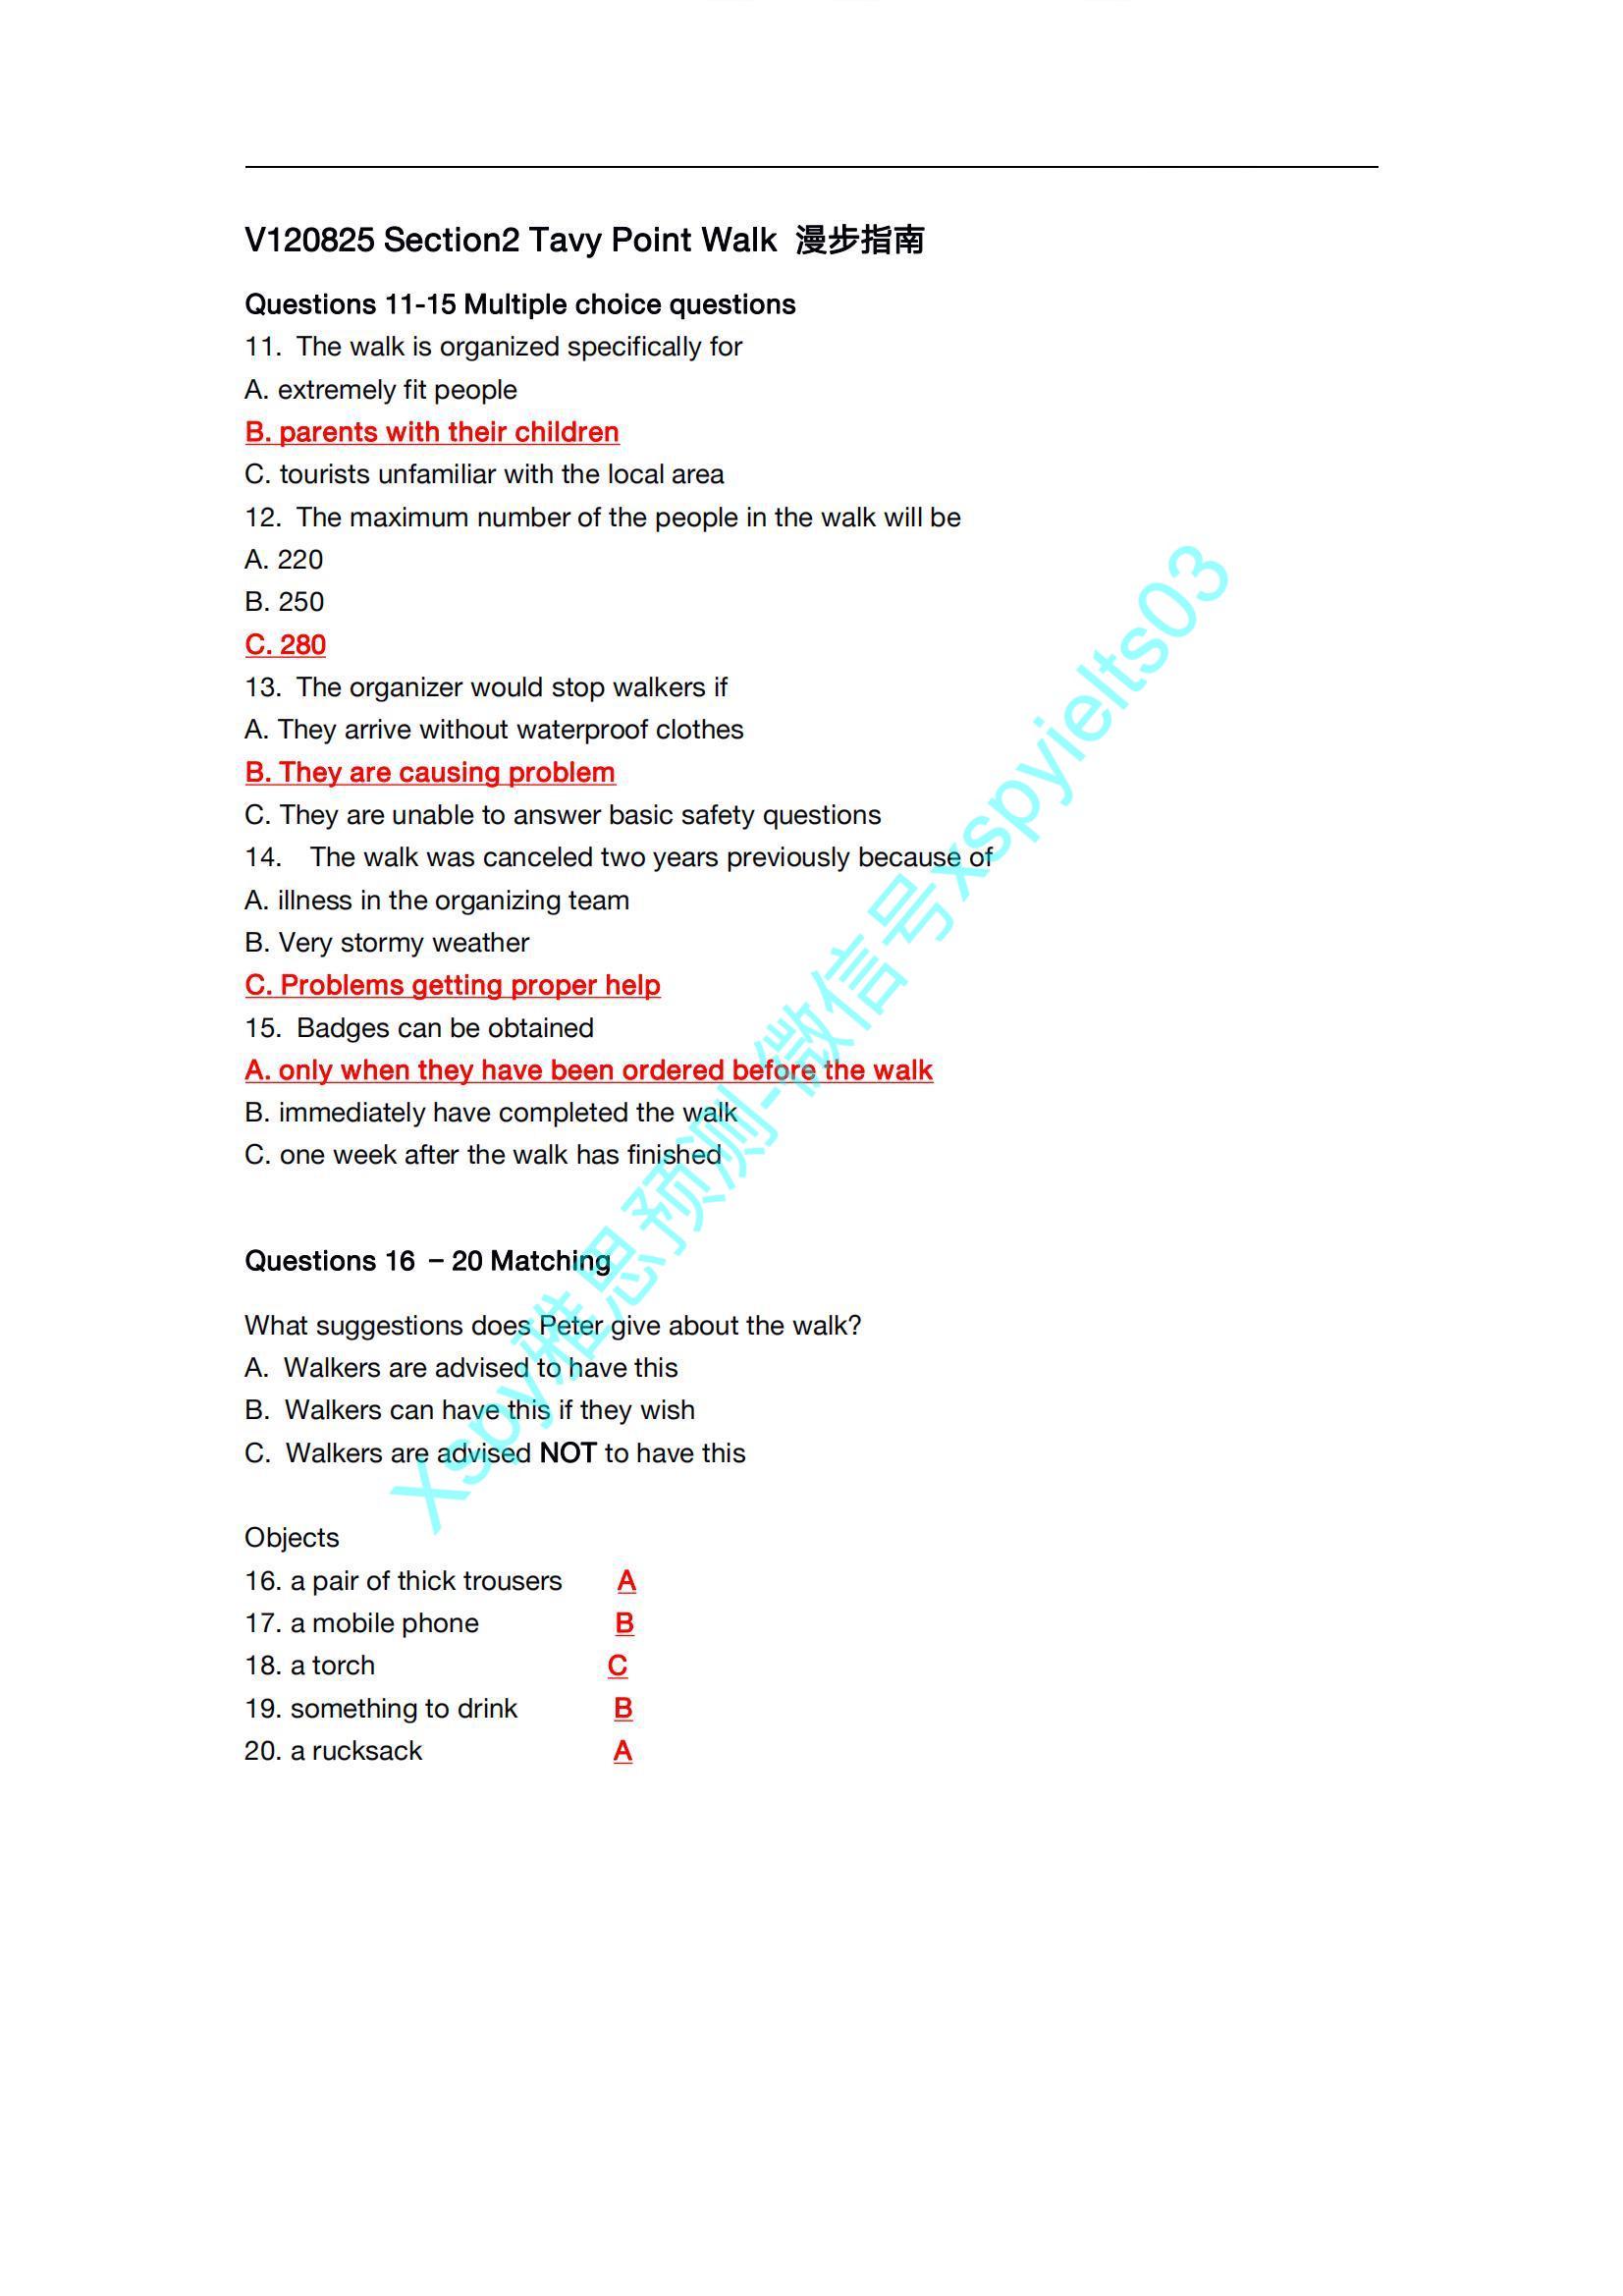 V120825 Section2 Tavy Point Walk 漫步指南
Questions 11-15 Multiple choice questions
11. The walk is organized specifically for
A. extremely fit people
B. parents with their children
C. tourists unfamiliar with the local area
12. The maximum number of the people in the walk will be
A. 220
B. 250
C. 280
13. The organizer would stop walkers if
A. They arrive without waterproof clothes
B. They are causing problem
C. They are unable to answer basic safety questions
14. The walk was canceled two years previously because of
A. illness in the organizing team
B. Very stormy weather
C. Problems getting proper help
15. Badges can be obtained
A. only when they have been ordered before the walk
B. immediately have completed the walk
C. one week after the walk has finished
Questions 16 – 20 Matching
What suggestions does Peter give about the walk?
A. Walkers are advised to have this
B. Walkers can have this if they wish
C. Walkers are advised NOT to have this
Objects
16. a pair of thick trousers A
17. a mobile phone B
18. a torch C
19. something to drink B
20. a rucksack A
Xspy雅思预测-微信号xspyielts03